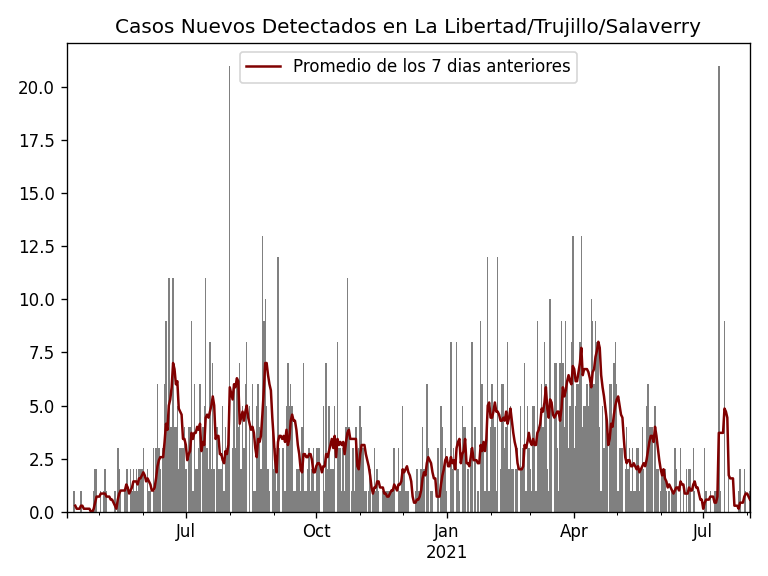 Casos Nuevos Detectados en La Libertad/Trujillo/Salaverry
Promedio de los 7 dias anteriores
20.0
17.5
15.0
12.5
10.0
7.5
5.0
2.5
0.0
Jul
Oct
Jan
2021
Apr
Jul